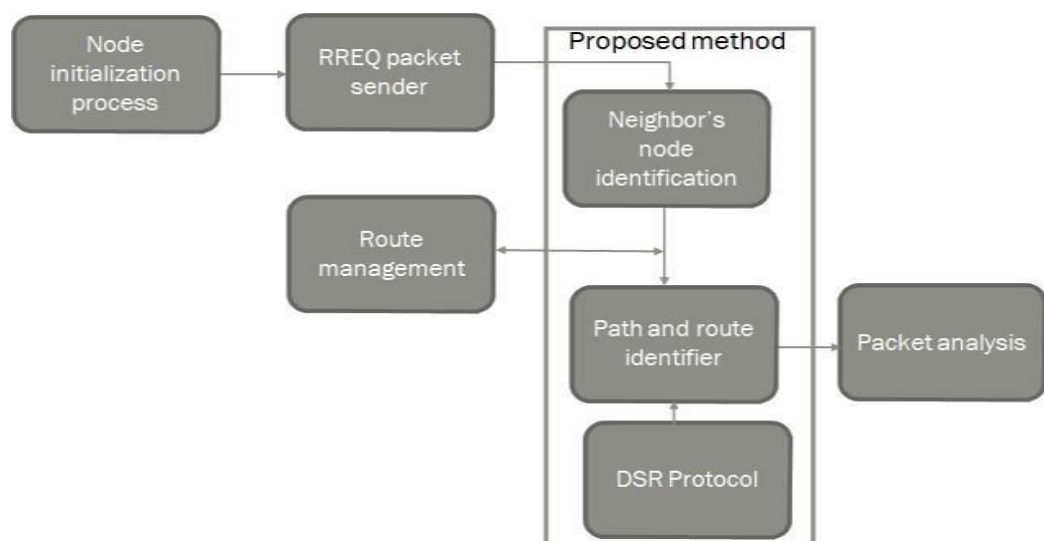 Node
initialization
process
RREQ packet
sender
Proposed method
Neighbor's
node
identification
Route
management
Path and route
identifier
Packet analysis
DSR Protocol